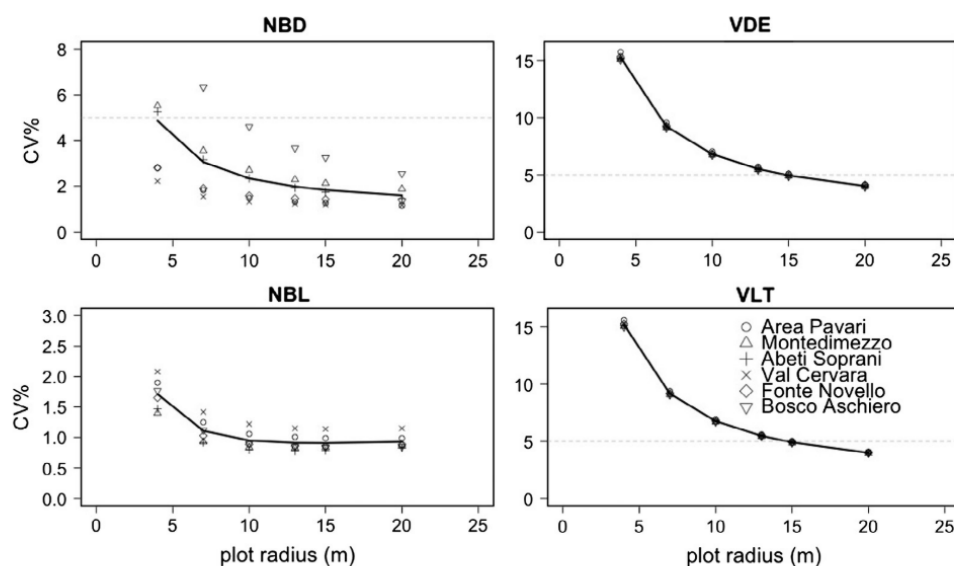 NBD
CV%
8
6
4
2
0
0 5 10 15 20 25
VDE
15
10
5
0
0 5 10 15 20 25
NBL
CV%
3.0
2.5
2.0
1.5
1.0
0.5
0.0
0 5 10 15 20 25
plot radius (m)
VLT
15
10
5
0
Area Pavari
Montedimezzo
Abeti Soprani
Val Cervara
Fonte Novello
Bosco Aschiero
0 5 10 15 20 25
plot radius (m)